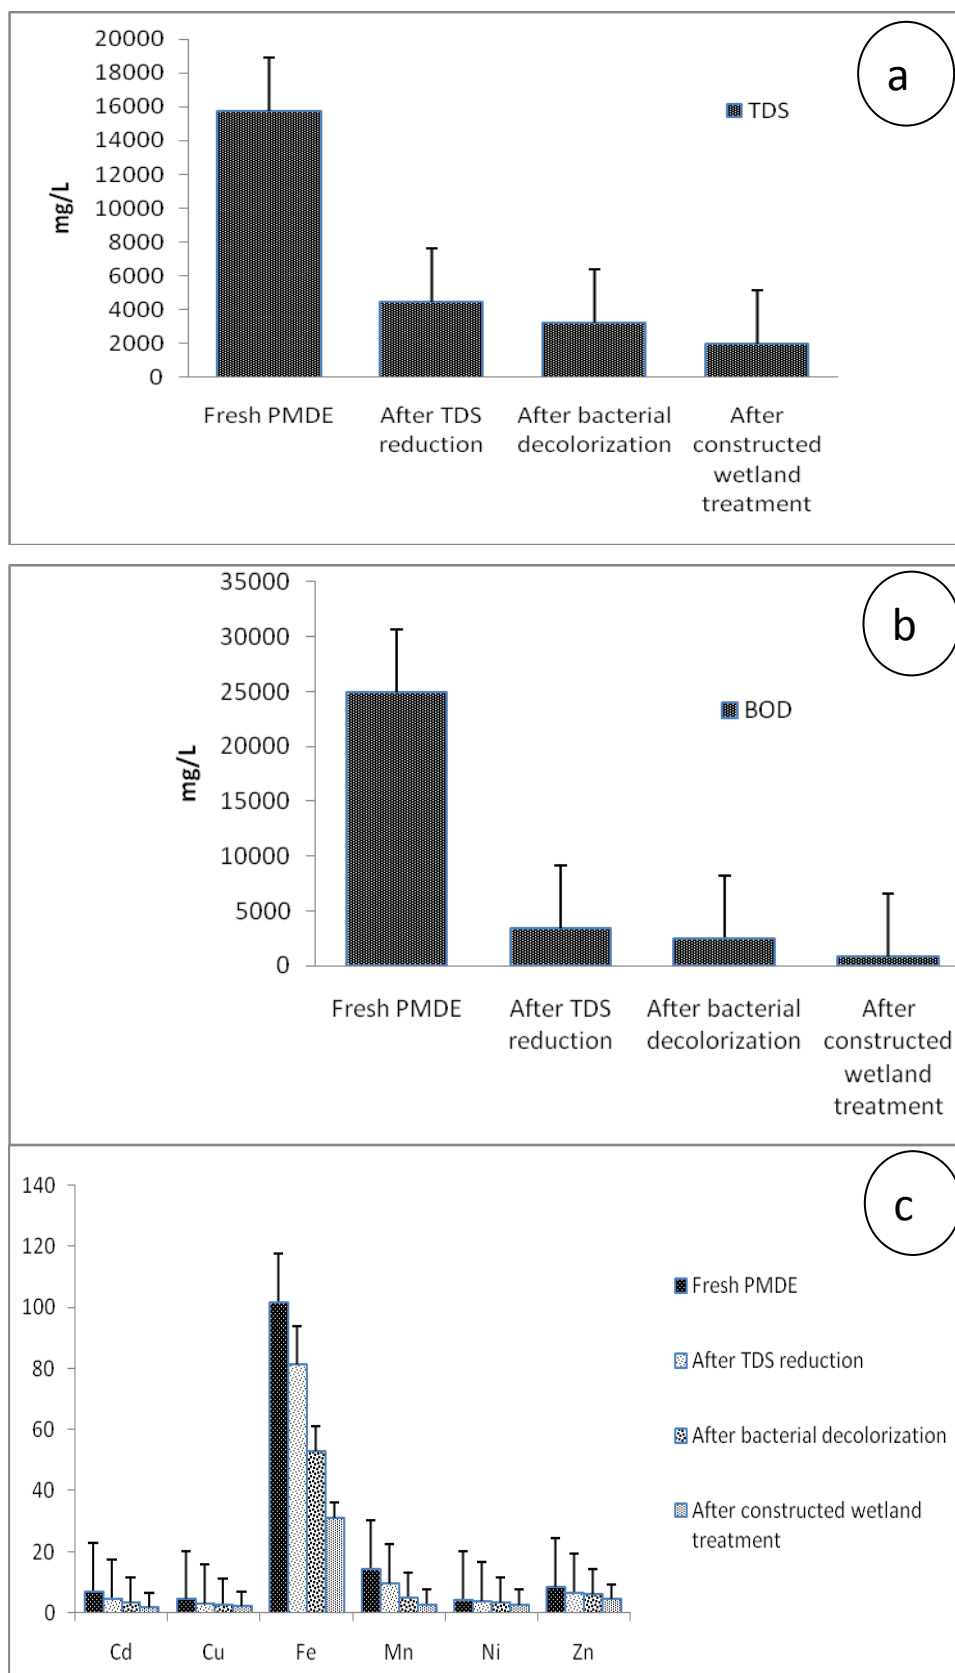 a
20000
18000
16000
14000
12000
10000
8000
6000
4000
2000
0
mg/L
TDS
Fresh PMDE
After TDS
reduction
After bacterial
decolorization
After
constructed
wetland
treatment
b
35000
30000
25000
20000
15000
10000
5000
0
mg/L
BOD
Fresh PMDE
After TDS
reduction
After bacterial
decolorization
After
constructed
wetland
treatment
c
140
120
100
80
60
40
20
0
Cd
Cu
Fe
Mn
Ni
Zn
Fresh PMDE
After TDS reduction
After bacterial decolorization
After constructed wetland
treatment